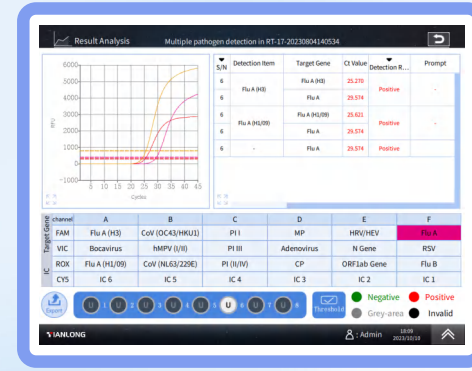 Result Analysis
Multiple pathogen detection in RT-17-20230804140534
S/N Detection Item Target Gene Ct Value Detection R... Prompt
6 Flu A (H3) Flu A (H3) 25.270 Positive -
6 Flu A 29.574
6 Flu A (H1/09) Flu A (H1/09) 25.621 Positive -
6 Flu A 29.574
6 - Flu A 29.574 Positive
6000
5000
4000
3000
2000
1000
0
-1000
RFU
5 10 15 20 25 30 35 40 45
Cycles
Target Gene
IC
channel A B C D E F
FAM Flu A (H3) CoV (OC43/HKU1) PI I MP HRV/HEV Flu A
VIC Bocavirus hMPV (I/II) PI III Adenovirus N Gene RSV
ROX Flu A (H1/09) CoV (NL63/229E) PI (II/IV) CP ORF1ab Gene Flu B
CY5 IC 6 IC 5 IC 4 IC 3 IC 2 IC 1
Export
U 1 U 2 U 3 U 4 U 5 U 6 U 7 U 8
Threshold
Negative Positive
Grey-area Invalid
TIANLONG
: Admin
18:09
2023/10/18